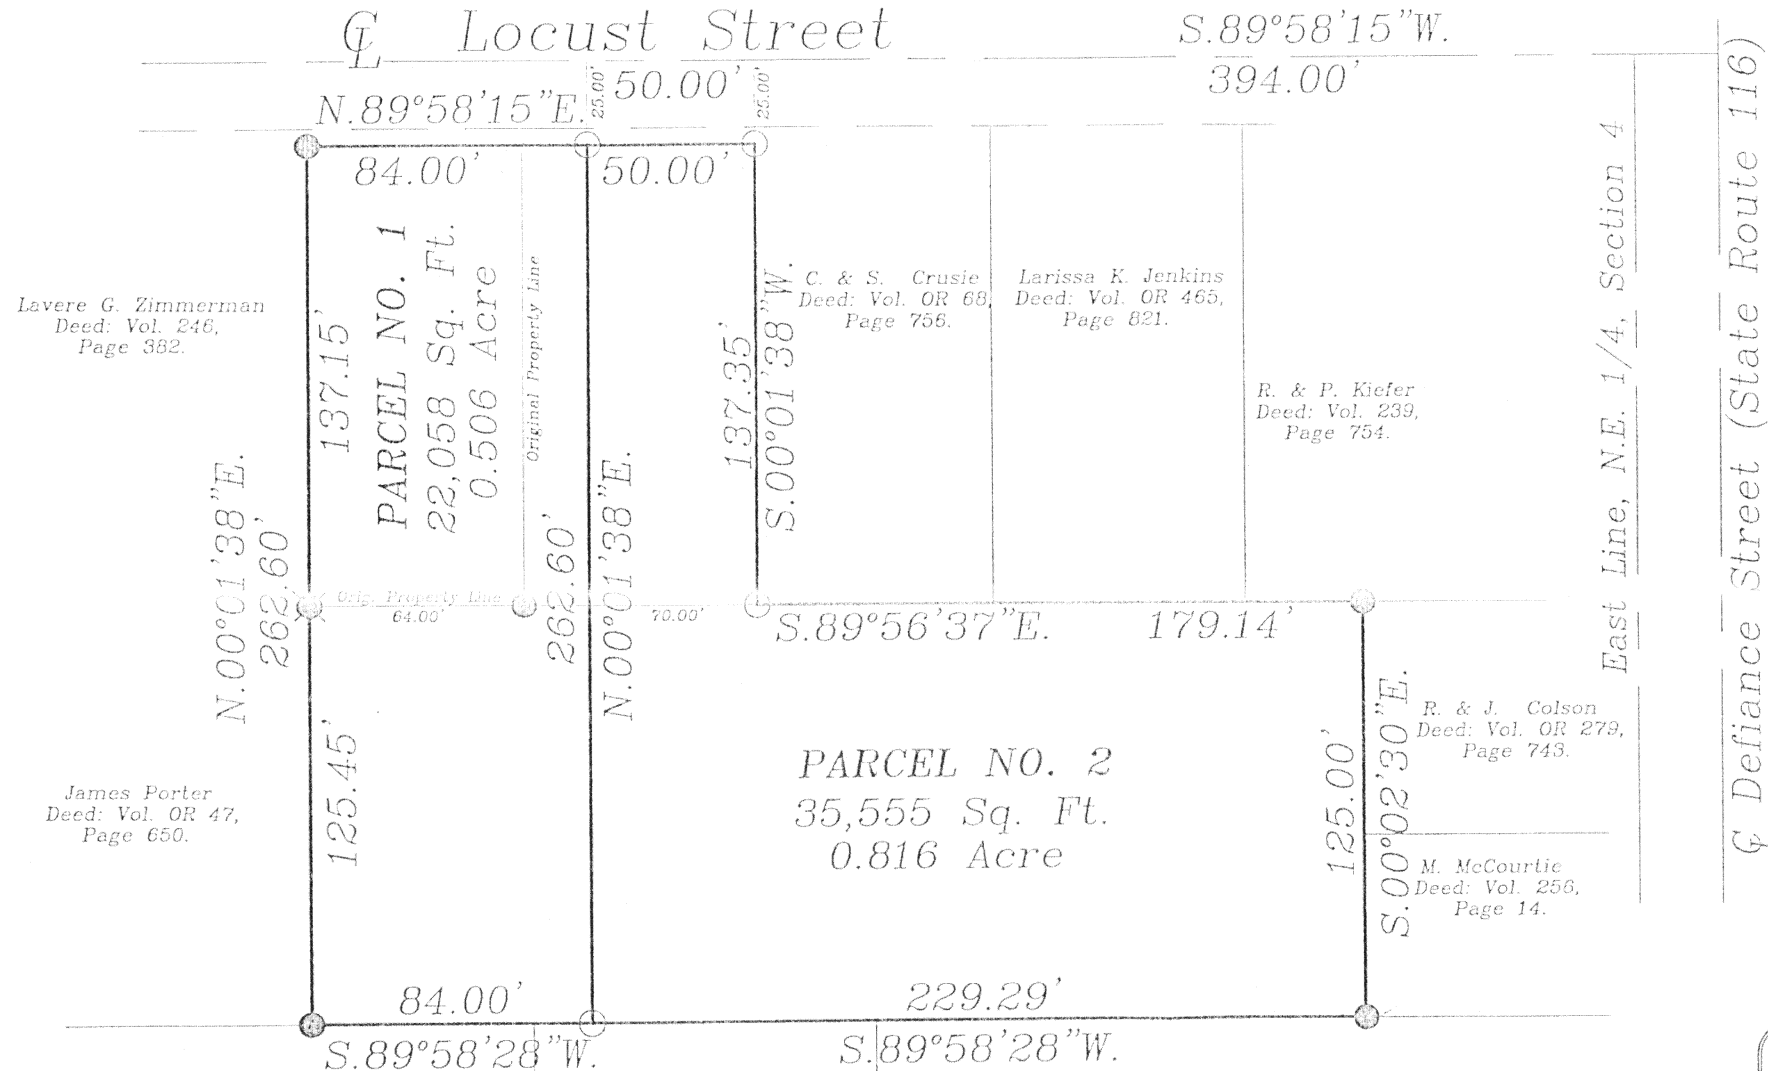 ℄ Locust Street
S.89°58'15"W.
394.00'
50.00'
25.00'
25.00'
N.89°58'15"E.
84.00'
50.00'
PARCEL NO. 1
22,058 Sq. Ft.
0.506 Acre
Original Property Line
137.15'
N.00°01'38"E.
262.60'
Lavere G. Zimmerman
Deed: Vol. 246,
Page 382.
137.35'
S.00°01'38"W.
C. & S. Crusie
Deed: Vol. OR 68,
Page 756.
Larissa K. Jenkins
Deed: Vol. OR 465,
Page 821.
R. & P. Kiefer
Deed: Vol. 239,
Page 754.
East Line, N.E. 1/4, Section 4
℄ Defiance Street (State Route 116)
Orig. Property Line
64.00'
262.60'
N.00°01'38"E.
70.00'
S.89°56'37"E.
179.14'
125.45'
James Porter
Deed: Vol. OR 47,
Page 650.
PARCEL NO. 2
35,555 Sq. Ft.
0.816 Acre
125.00'
S.00°02'30"E.
R. & J. Colson
Deed: Vol. OR 279,
Page 743.
M. McCourtie
Deed: Vol. 256,
Page 14.
84.00'
S.89°58'28"W.
229.29'
S.89°58'28"W.